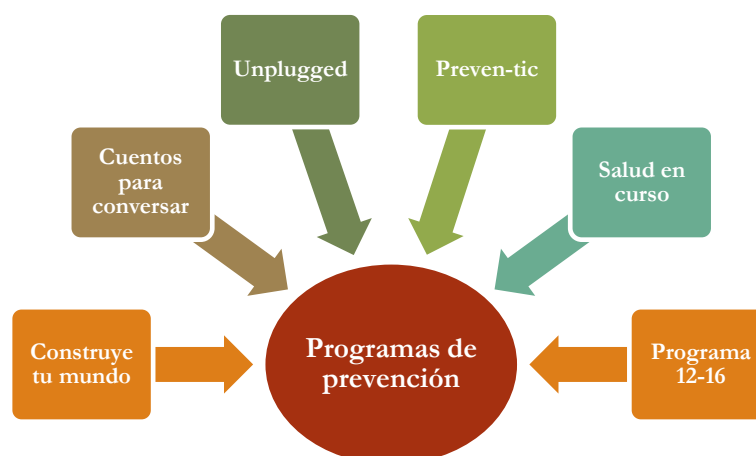 Unplugged
Preven-tic
Cuentos
para
conversar
Salud en
curso
Construye
tu mundo
Programas de
prevención
Programa
12-16